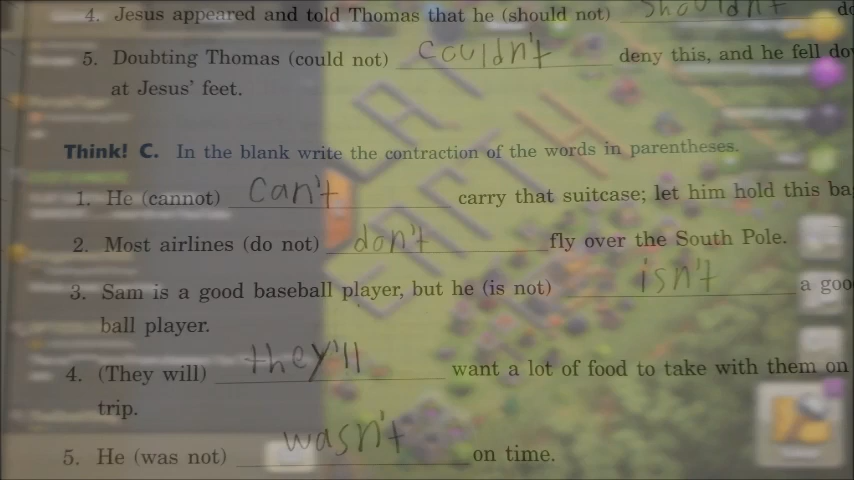 4. Jesus appeared and told Thomas that he (should not) shouldn't
5. Doubting Thomas (could not) couldn't deny this, and he fell
at Jesus' feet.
Think! C. In the blank write the contraction of the words in parentheses.
1. He (cannot) can't carry that suitcase; let him hold this
2. Most airlines (do not) don't fly over the South Pole.
3. Sam is a good baseball player, but he (is not) isn't a
ball player.
4. (They will) they'll want a lot of food to take with them on
trip.
5. He (was not) wasn't on time.